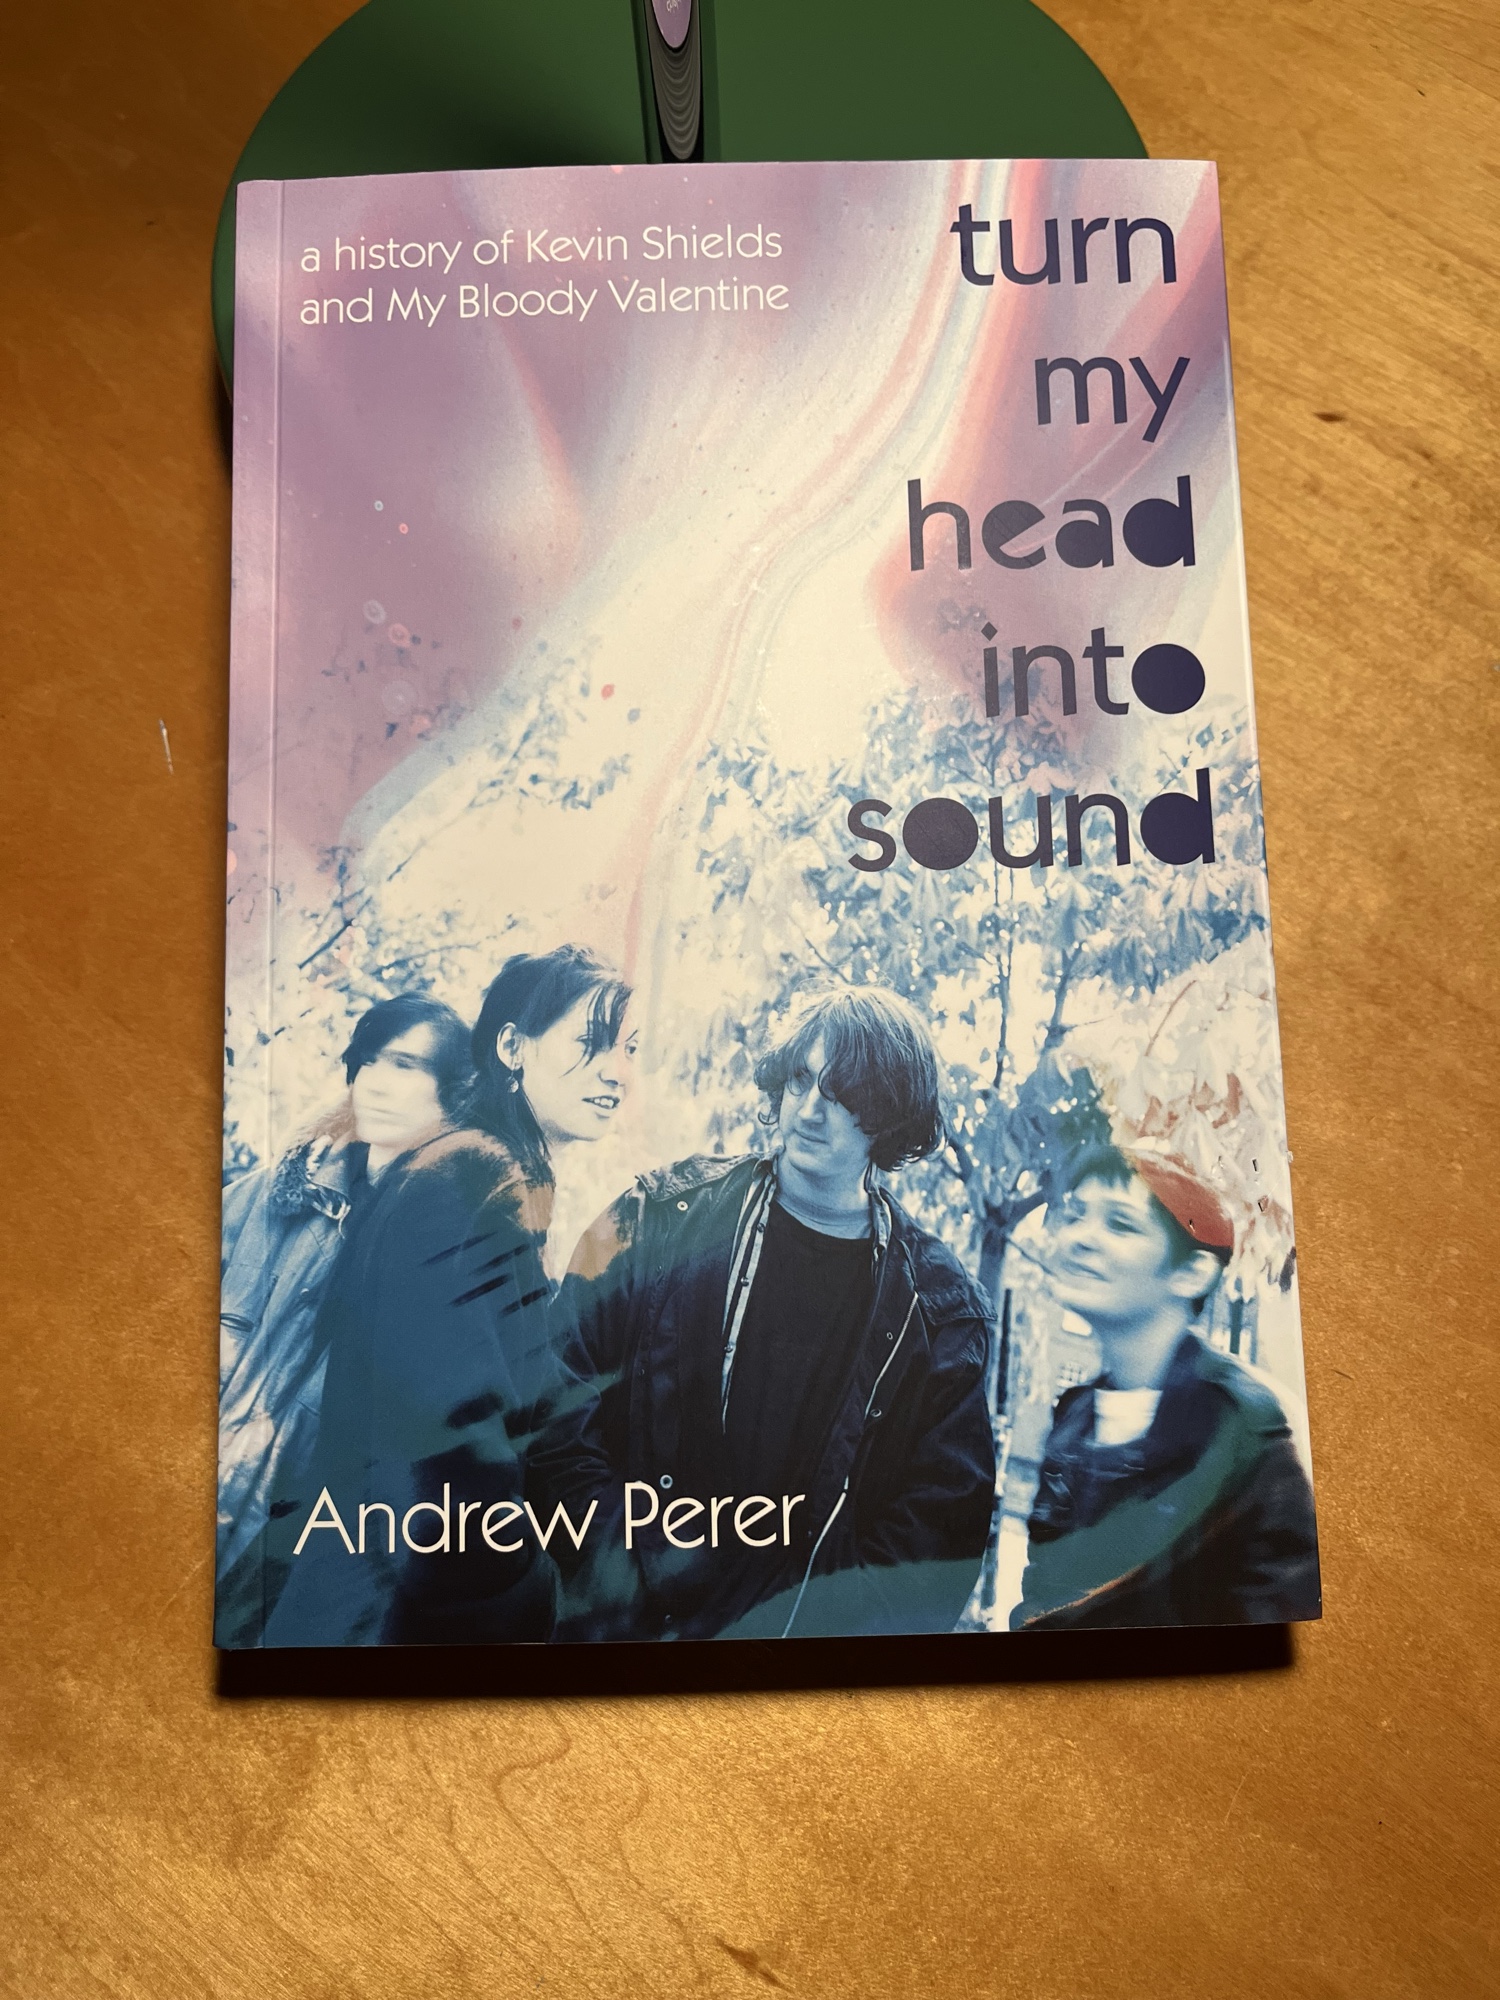 a history of Kevin Shields
and My Bloody Valentine
turn
my
head
into
sound
Andrew Perer